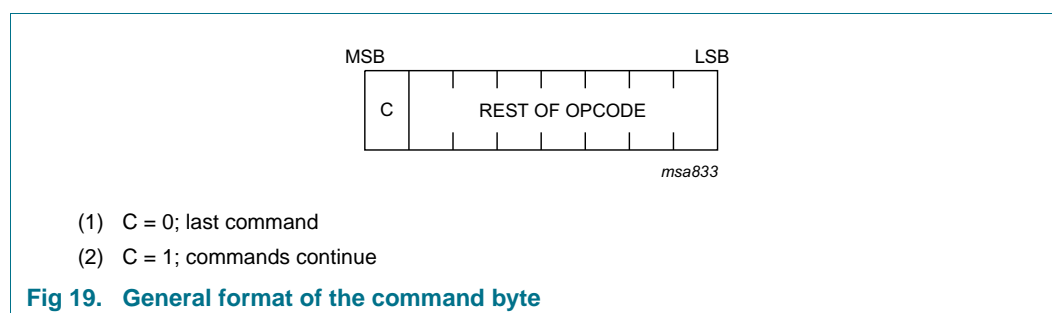 MSB LSB
C REST OF OPCODE
msa833
(1) C = 0; last command
(2) C = 1; commands continue
Fig 19. General format of the command byte